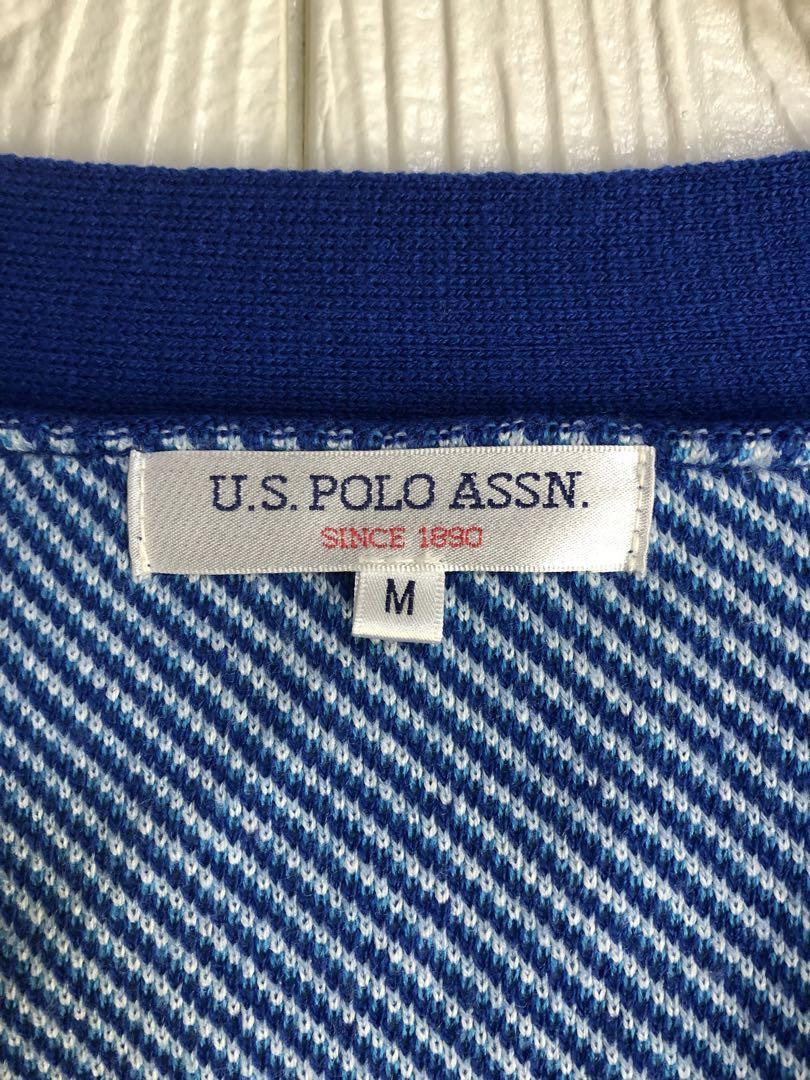 U.S. POLO ASSN.
SINCE 1890
M